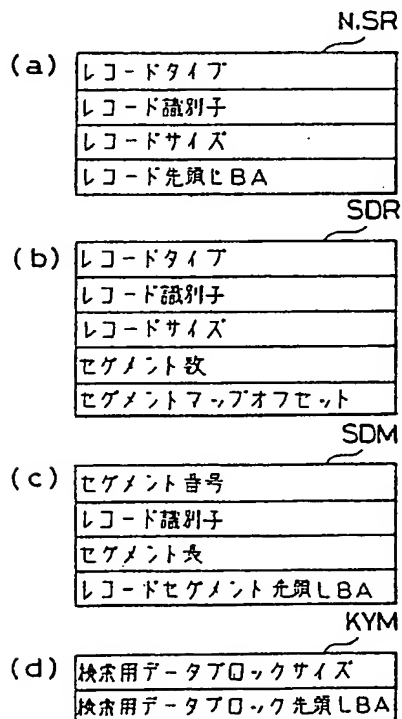 N.SR
(a)
レコードタイプ
レコード識別子
レコードサイズ
レコード先頭LBA
SDR
(b)
レコードタイプ
レコード識別子
レコードサイズ
セグメント数
セグメントマップオフセット
SDM
(c)
セグメント番号
レコード識別子
セグメント長
レコードセグメント先頭LBA
KYM
(d)
検索用データブロックサイズ
検索用データブロック先頭LBA